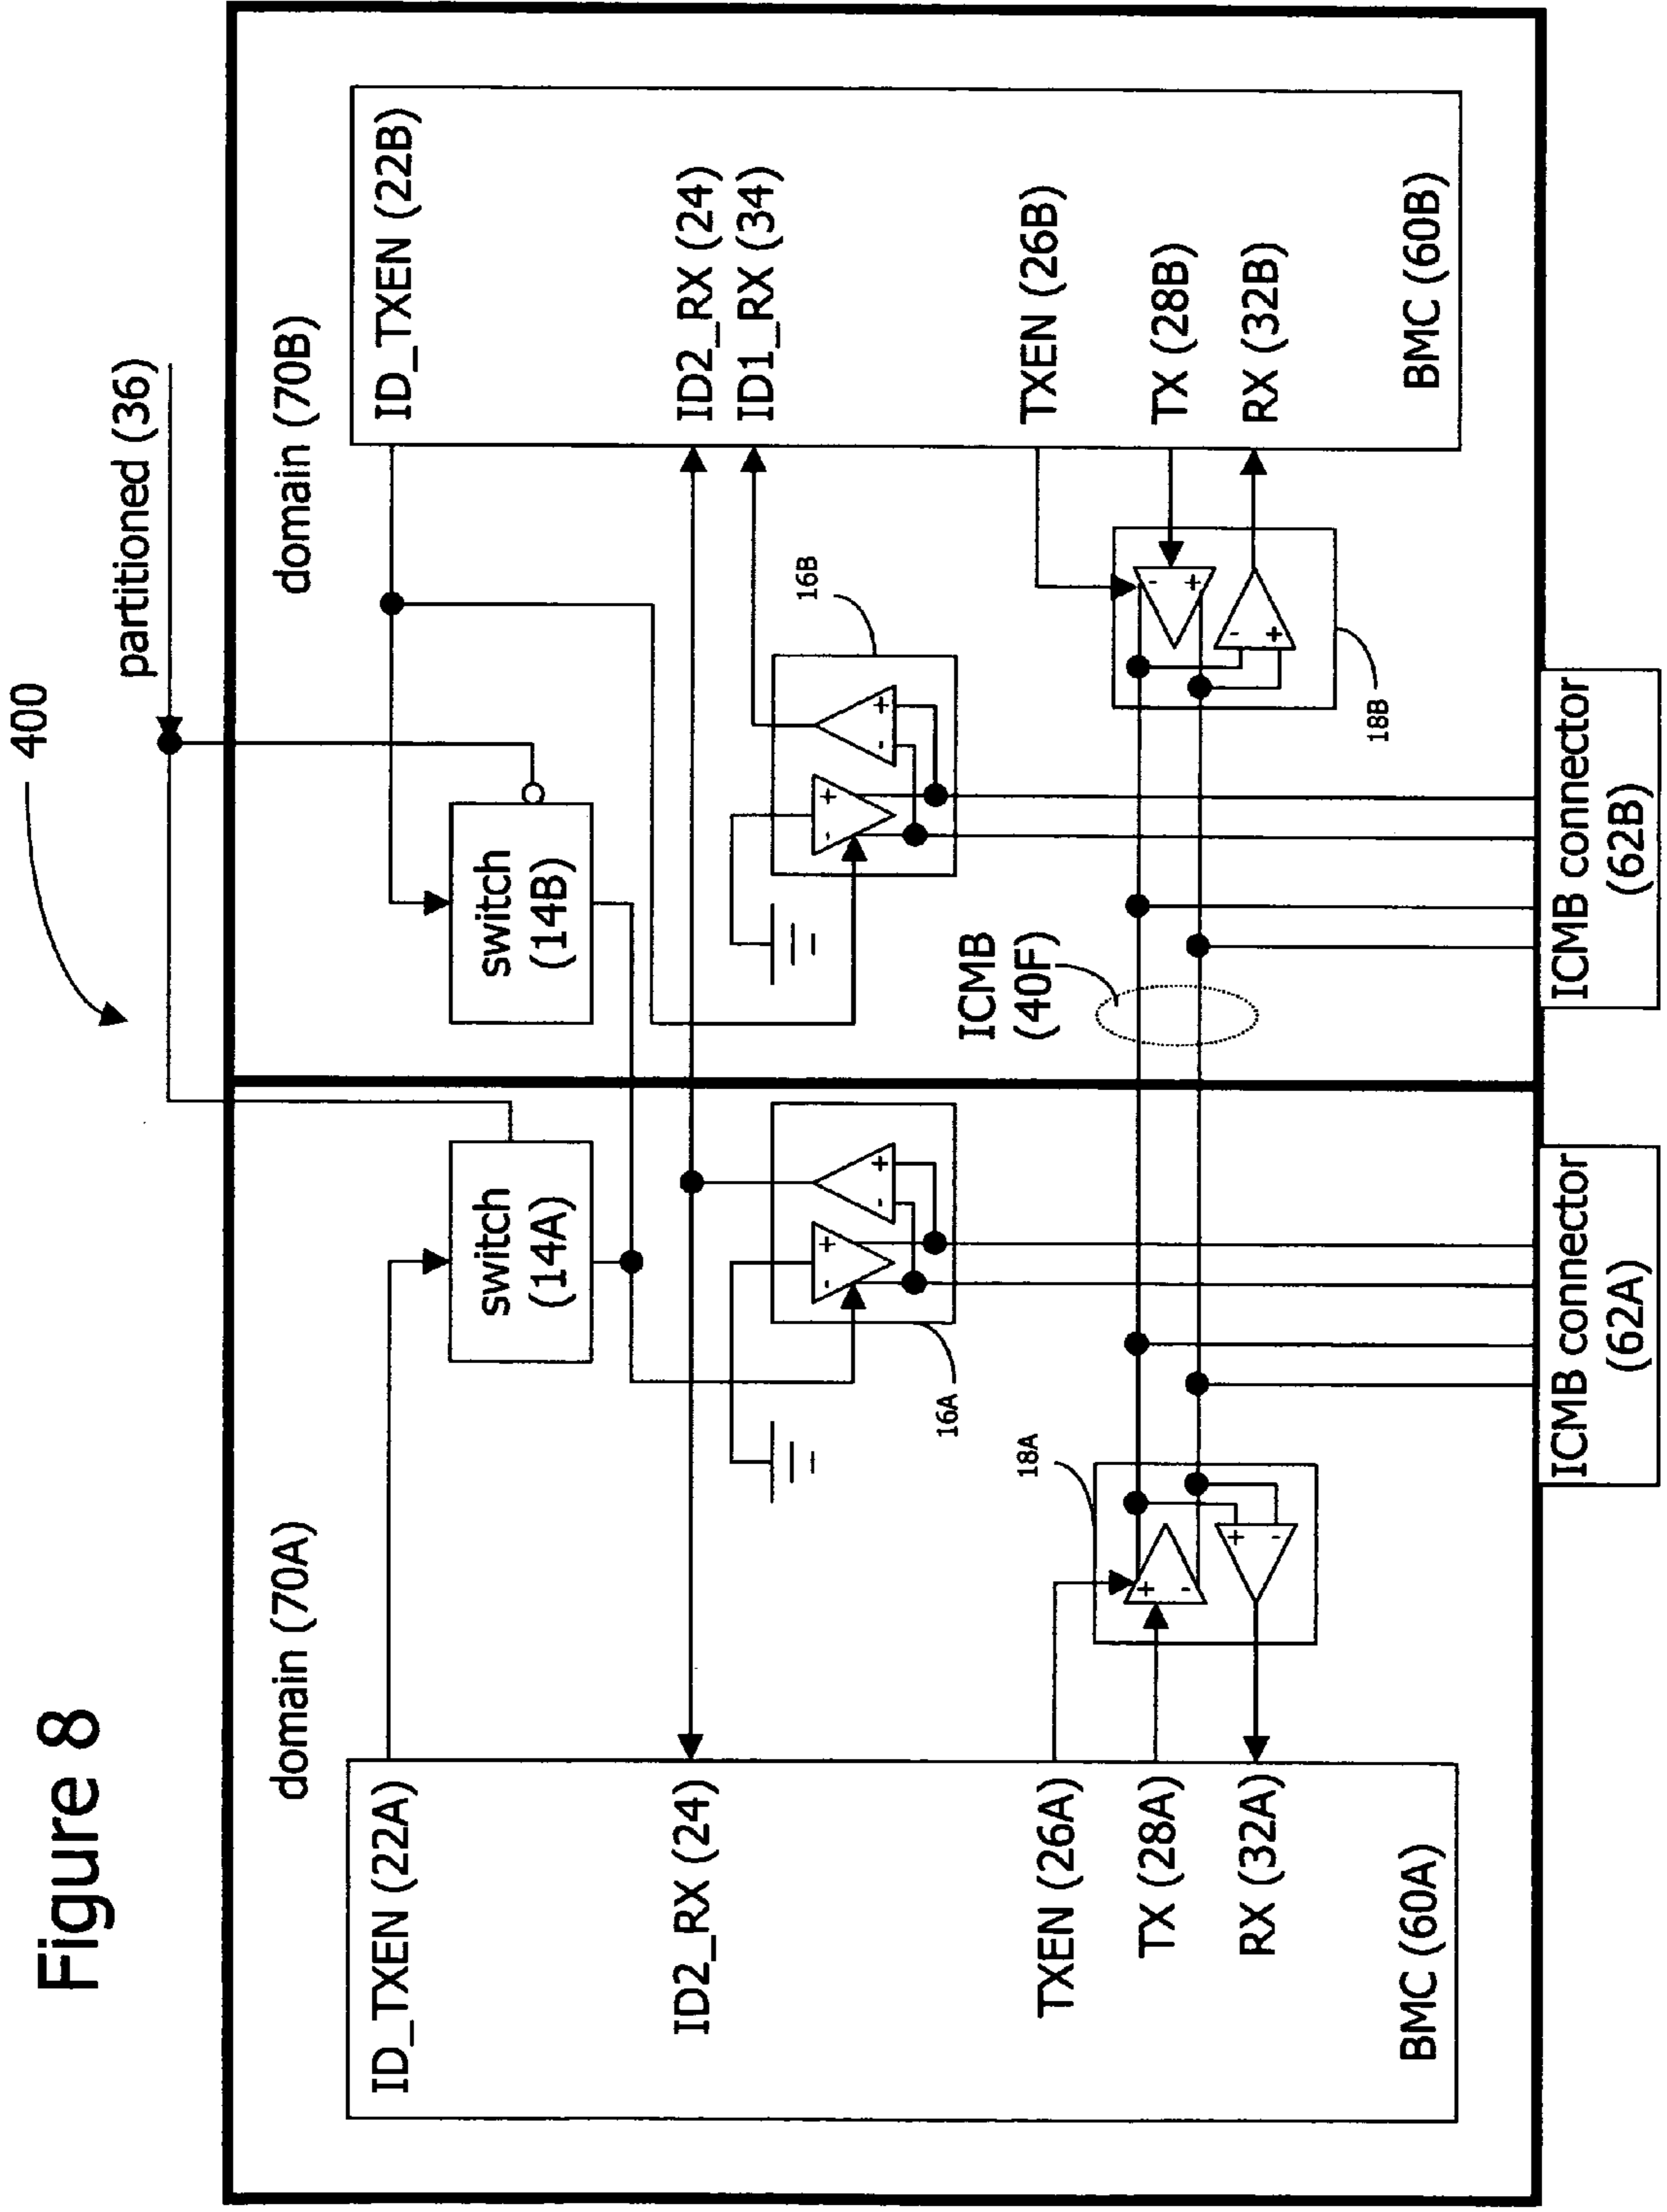 Figure 8
400
partitioned (36)
domain (70A)
domain (70B)
ID_TXEN (22A)
ID2_RX (24)
TXEN (26A)
TX (28A)
RX (32A)
BMC (60A)
switch
(14A)
switch
(14B)
16A
16B
18A
18B
ICMB
(40F)
ID_TXEN (22B)
ID2_RX (24)
ID1_RX (34)
TXEN (26B)
TX (28B)
RX (32B)
BMC (60B)
+ -
+ -
- +
- +
- +
- +
- +
- +
ICMB connector
(62A)
ICMB connector
(62B)